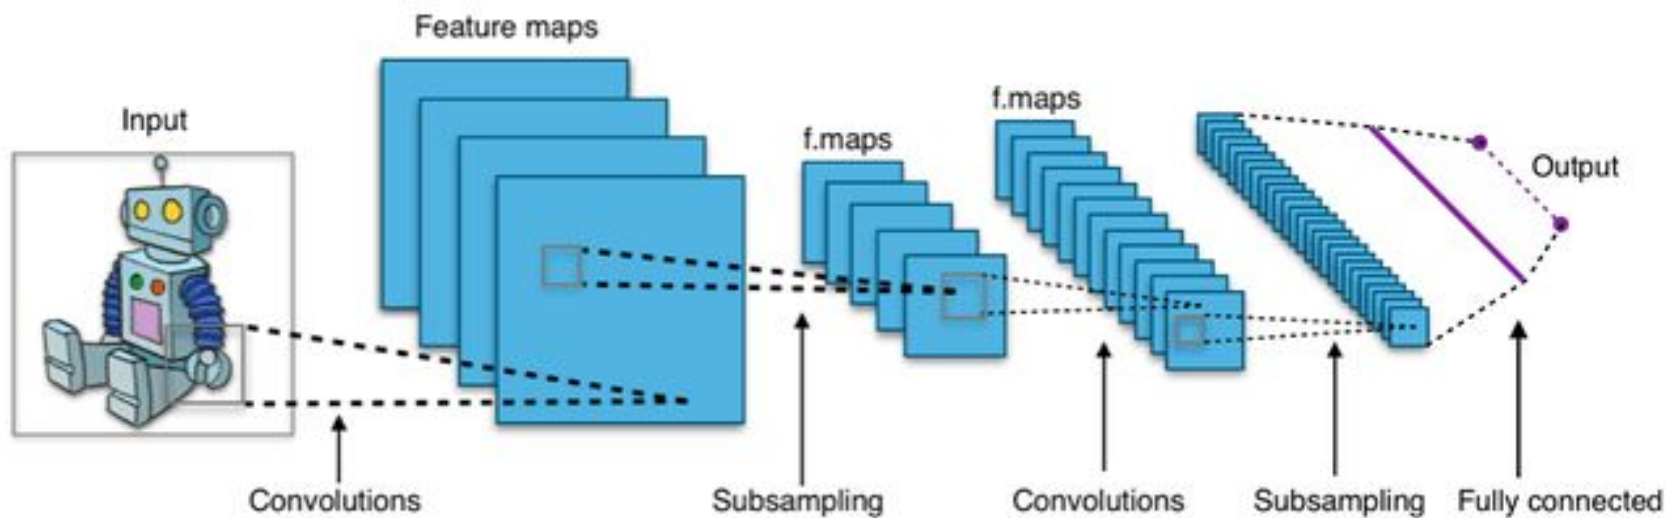 Feature maps
Input
f.maps
f.maps
Output
Convolutions
Subsampling
Convolutions
Subsampling
Fully connected